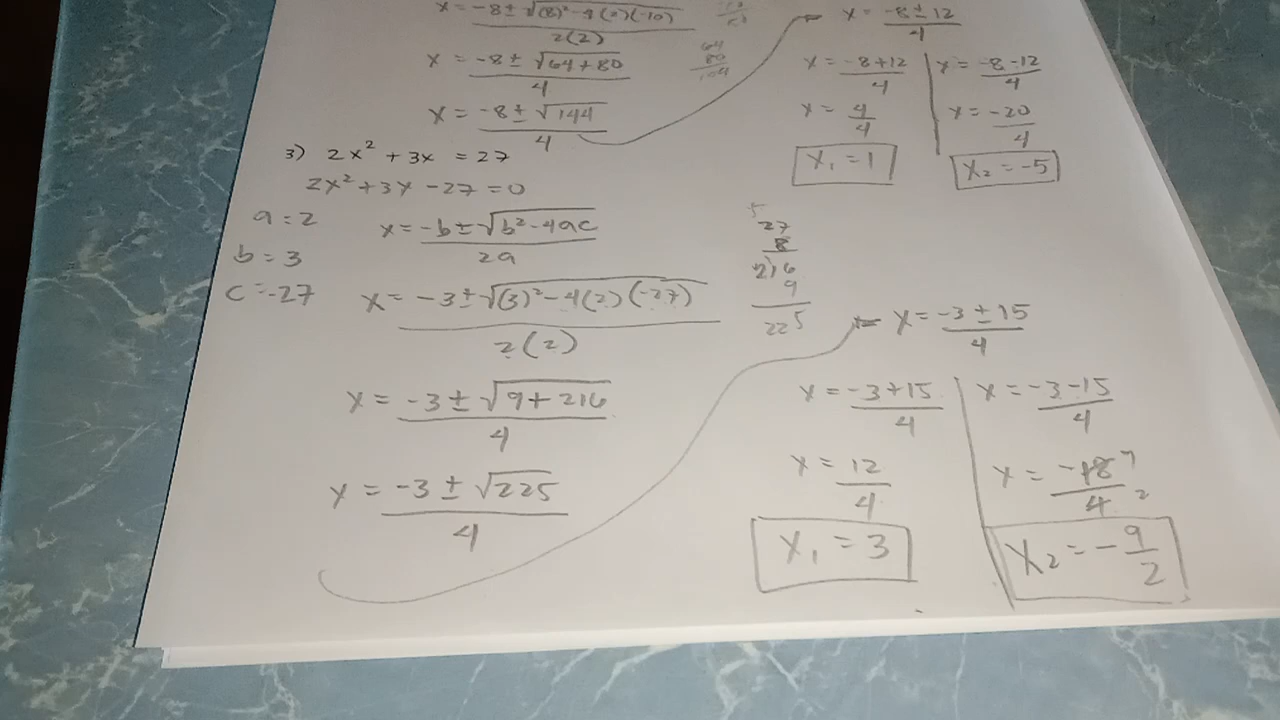 x = -8 ± √(8)² - 4(2)(-10)
2(2)
x = -8 ± √64 + 80
4
x = -8 ± √144
4
64
80
x = -8 ± 12
4
x = -8 + 12
4
x = 4
4
x₁ = 1
x = -8 - 12
4
x = -20
4
x₂ = -5
3) 2x² + 3x = 27
2x² + 3x - 27 = 0
a = 2
b = 3
c = -27
x = -b ± √b² - 4ac
2a
x = -3 ± √(3)² - 4(2)(-27)
2(2)
x = -3 ± √9 + 216
4
x = -3 ± √225
4
5
27
8
216
9
225
x = -3 ± 15
4
x = -3 + 15
4
x = 12
4
x₁ = 3
x = -3 - 15
4
x = -18
4 2
x₂ = - 9
2